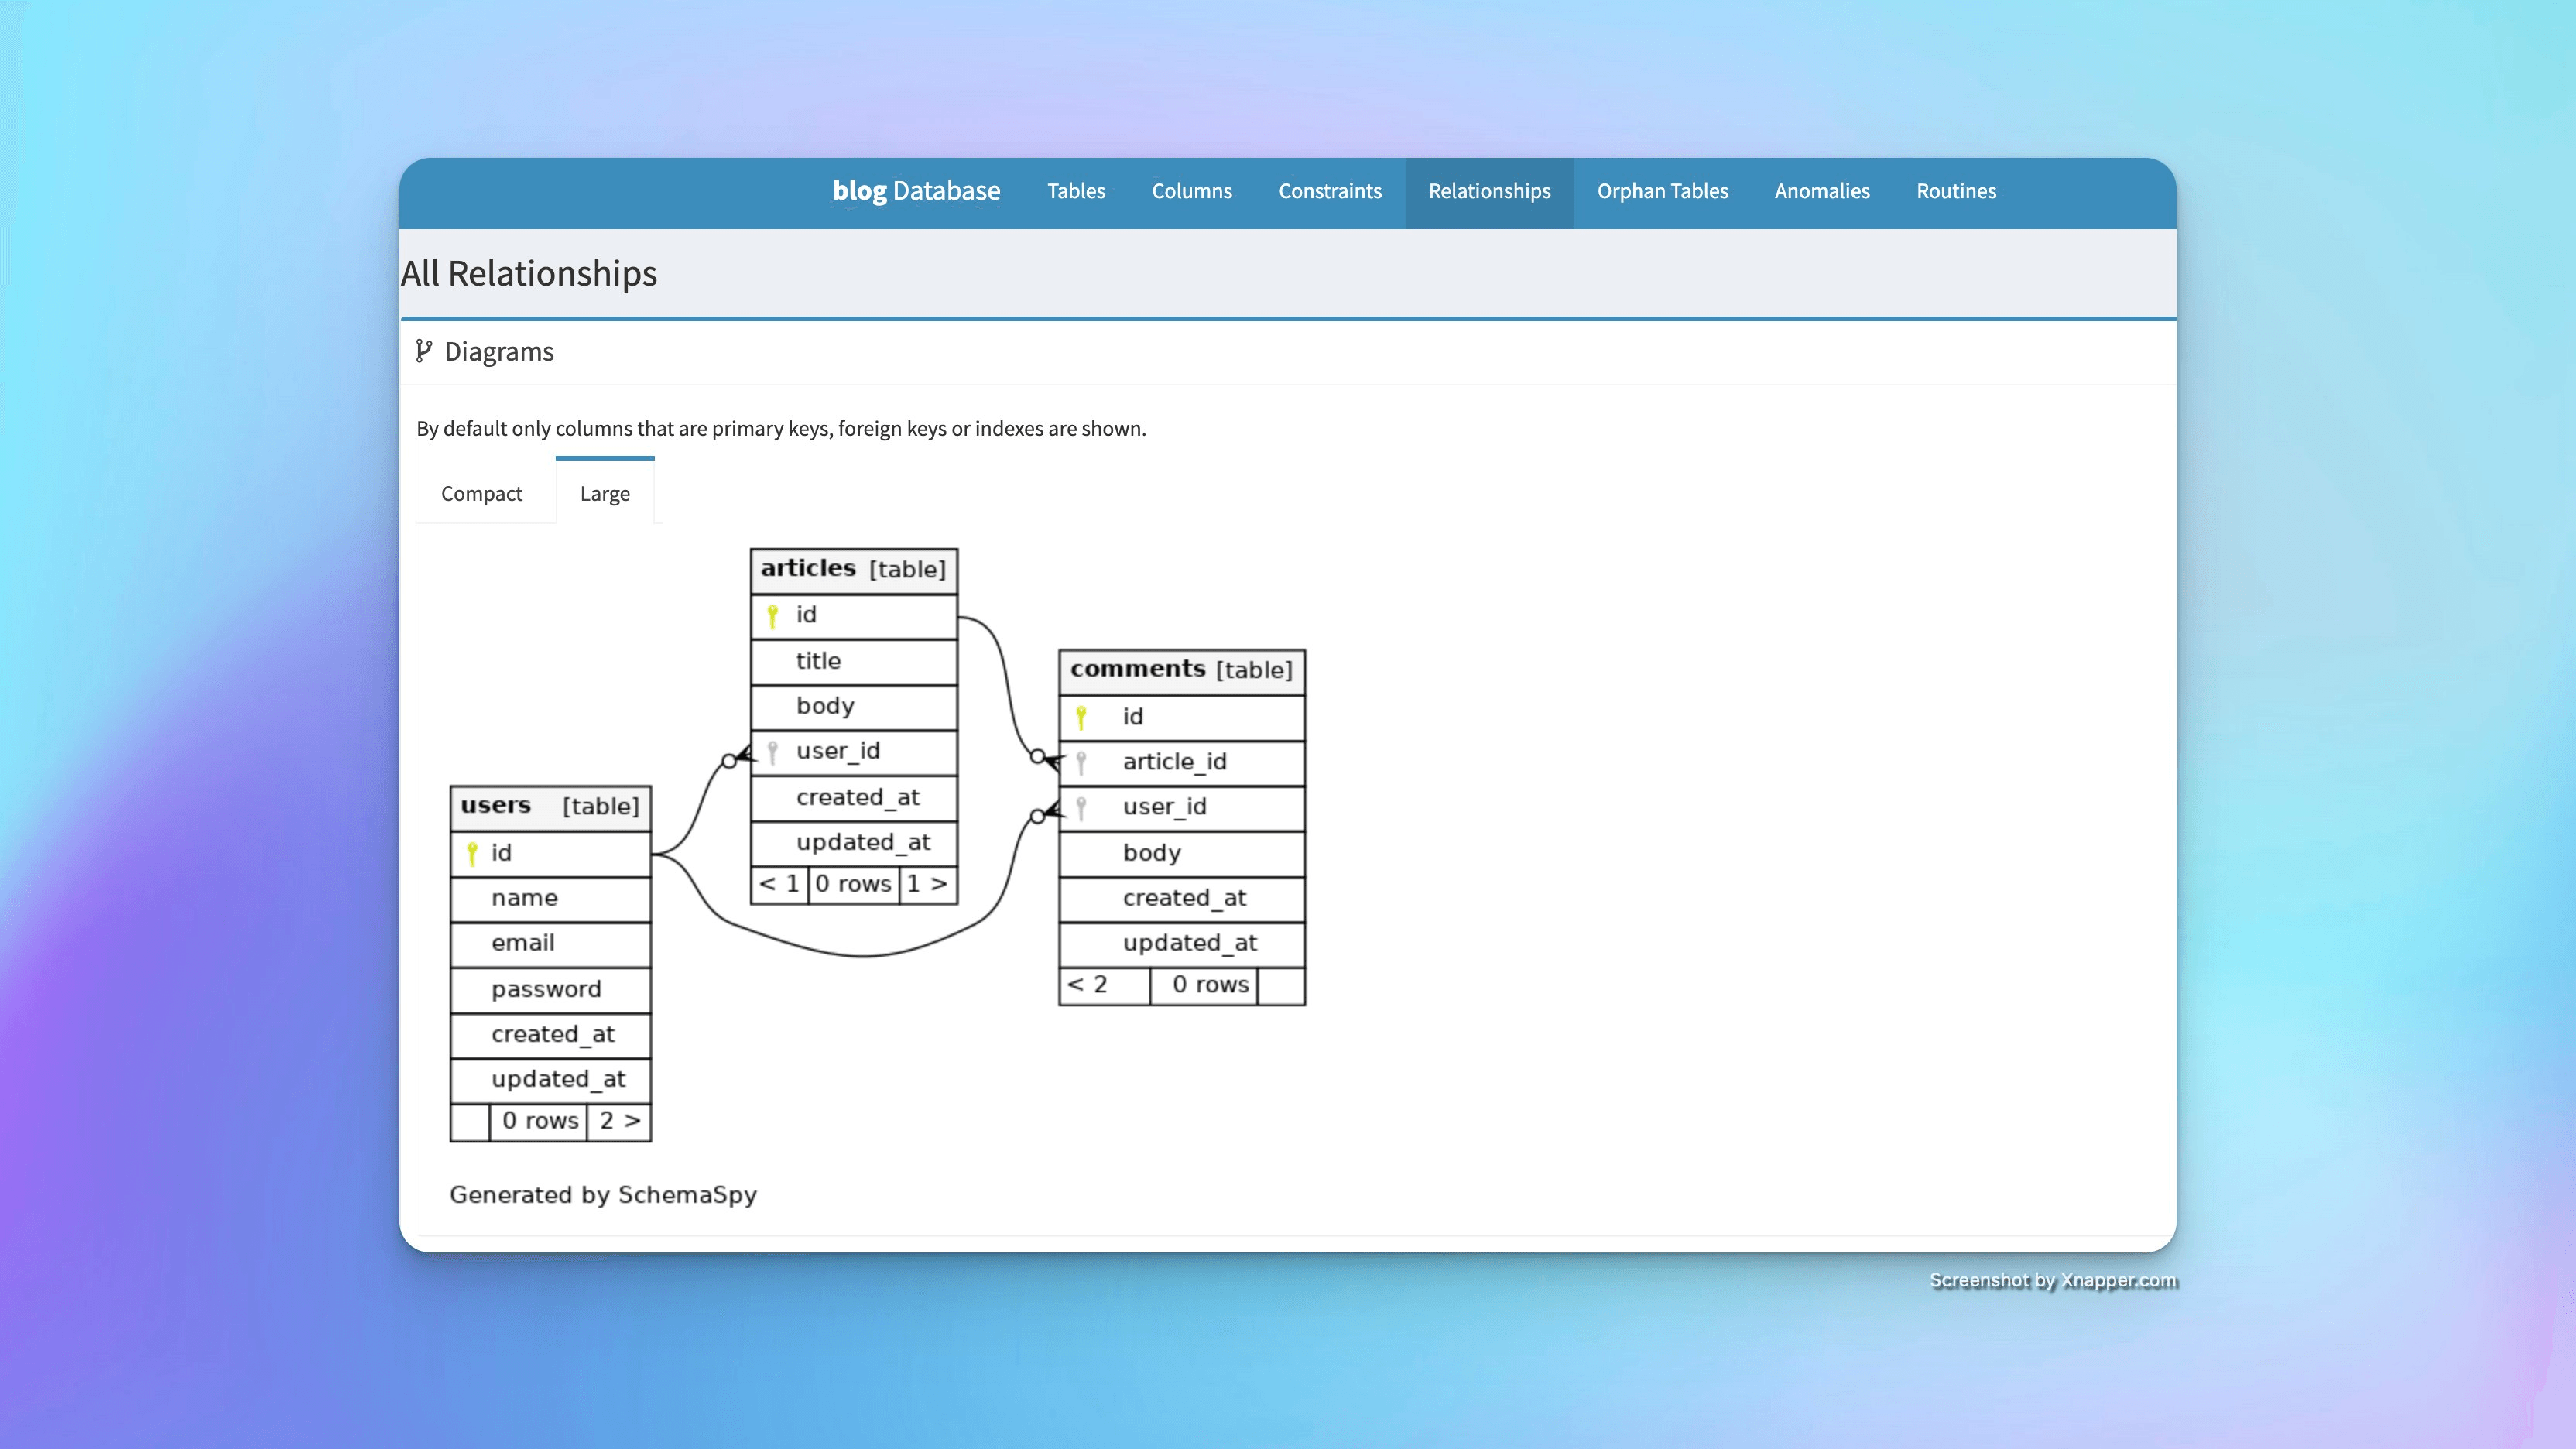 blog Database Tables Columns Constraints Relationships Orphan Tables Anomalies Routines
All Relationships
Diagrams
By default only columns that are primary keys, foreign keys or indexes are shown.
Compact Large
articles [table]
id
title
body
user_id
created_at
updated_at
< 1 0 rows 1 >
comments [table]
id
article_id
user_id
body
created_at
updated_at
< 2 0 rows
users [table]
id
name
email
password
created_at
updated_at
0 rows 2 >
Generated by SchemaSpy
Screenshot by Xnapper.com